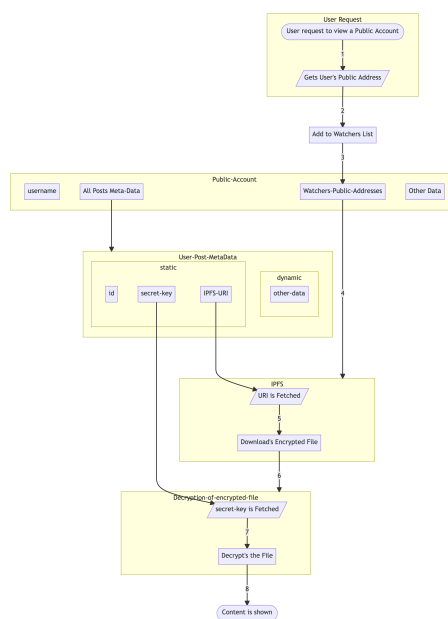 User Request
User request to view a Public Account
1
Gets User's Public Address
2
Add to Watchers List
3
Public-Account
username
All Posts Meta-Data
Watchers-Public-Addresses
Other Data
User-Post-MetaData
static
dynamic
id
secret-key
IPFS-URI
other-data
4
IPFS
URI is Fetched
5
Download's Encrypted File
6
Decryption-of-encrypted-file
secret-key is Fetched
7
Decrypt's the File
8
Content is shown